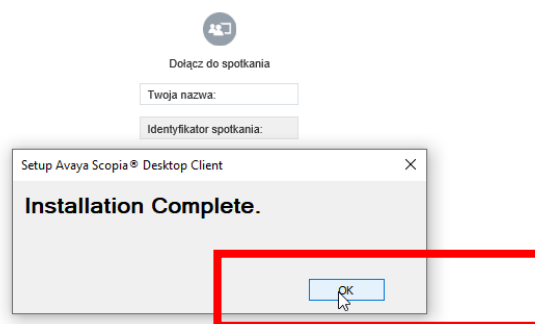 Dołącz do spotkania
Twoja nazwa:
Identyfikator spotkania:
Setup Avaya Scopia® Desktop Client
Installation Complete.
OK